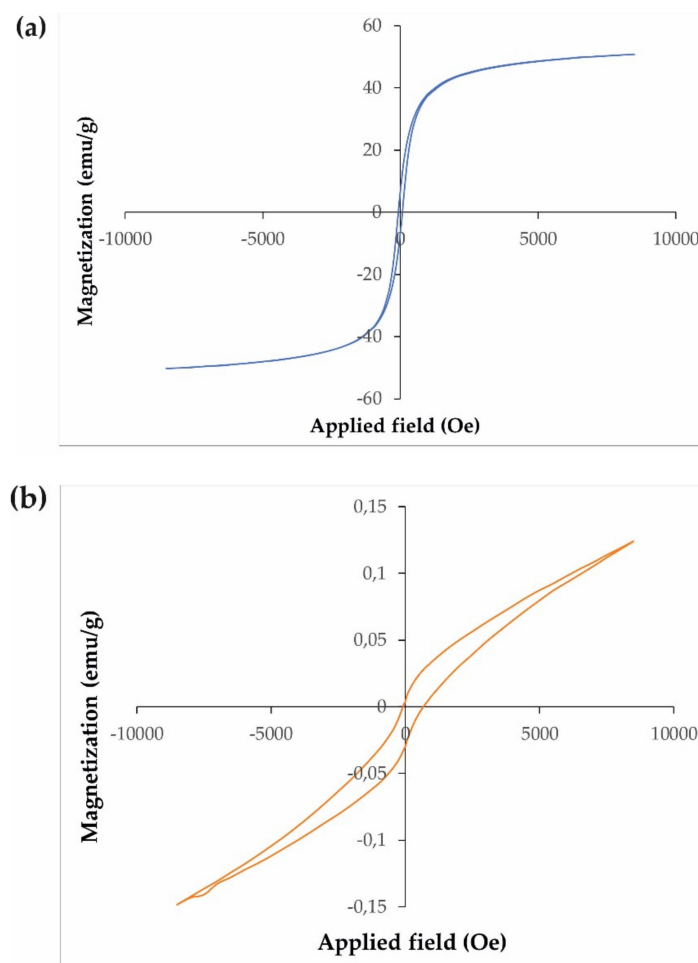 (a)
60
40
20
0
-10000 -5000 0 5000 10000
-20
-40
-60
Magnetization (emu/g)
Applied field (Oe)
(b)
0,15
0,1
0,05
0
-10000 -5000 0 5000 10000
-0,05
-0,1
-0,15
Magnetization (emu/g)
Applied field (Oe)